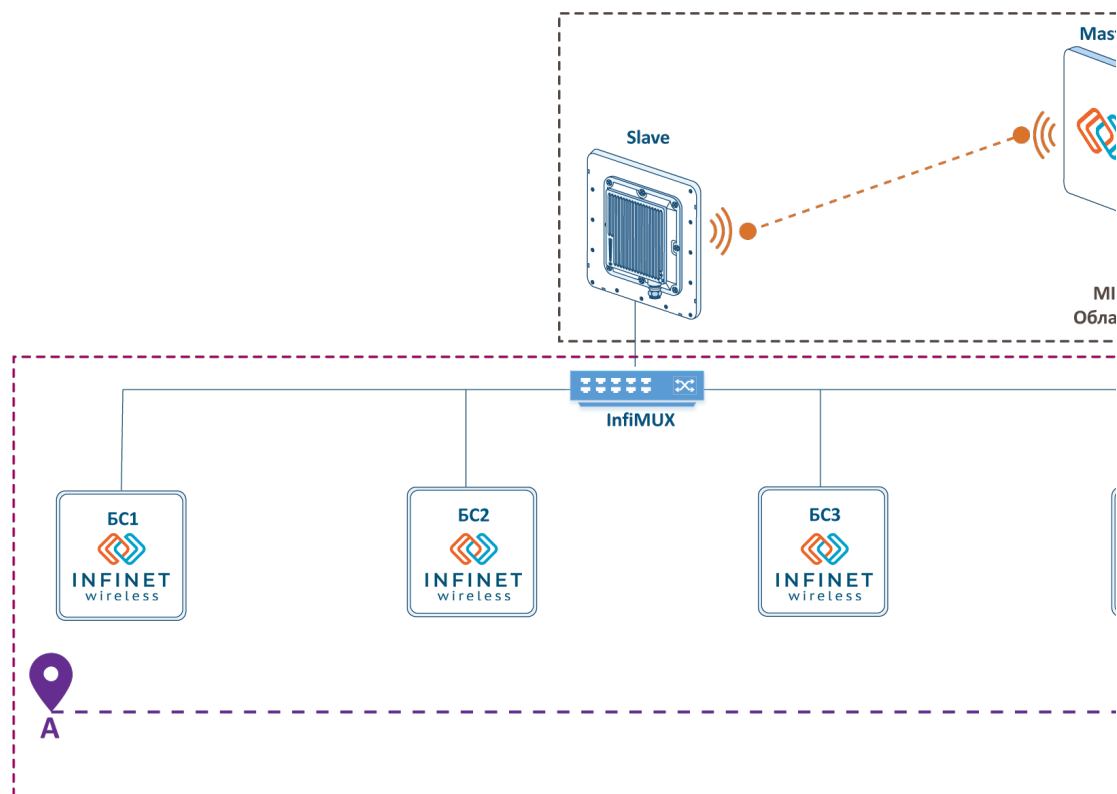 Slave
InfiMUX
БС1
INFINET
wireless
БС2
INFINET
wireless
БС3
INFINET
wireless
A